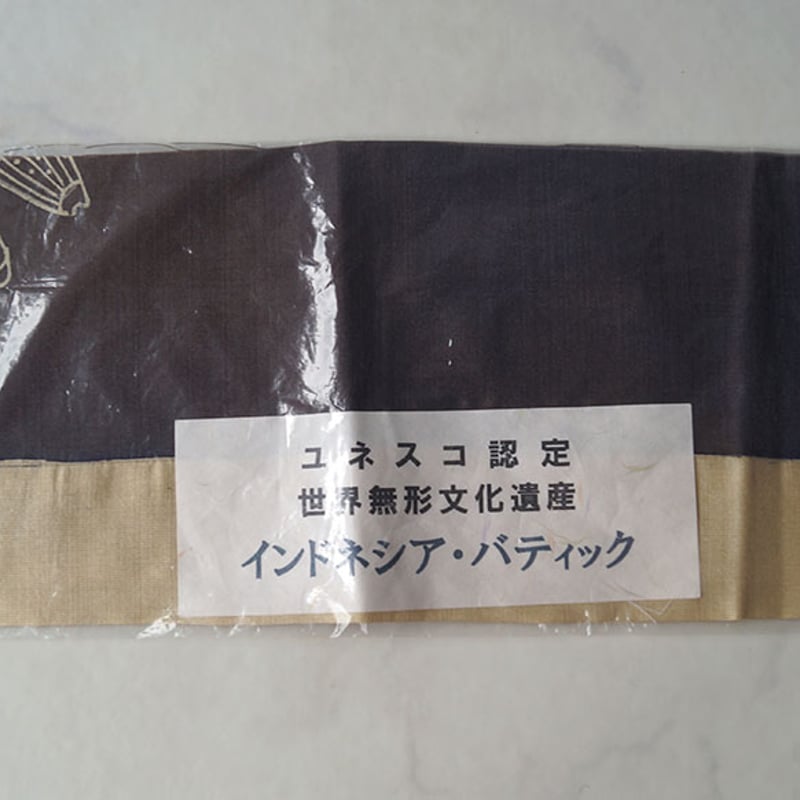 ユネスコ認定
世界無形文化遺産
インドネシア・バティック